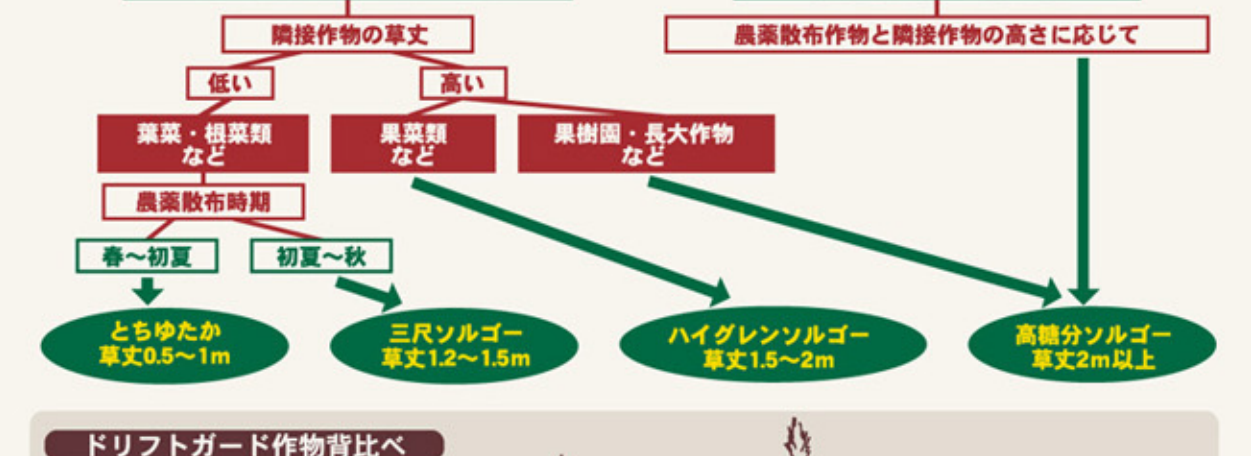 隣接作物の草丈
農薬散布作物と隣接作物の高さに応じて
低い
高い
葉菜・根菜類
など
果菜類
など
果樹園・長大作物
など
農薬散布時期
春～初夏
初夏～秋
とちゆたか
草丈0.5～1m
三尺ソルゴー
草丈1.2～1.5m
ハイグレンソルゴー
草丈1.5～2m
高糖分ソルゴー
草丈2m以上
ドリフトガード作物背比べ